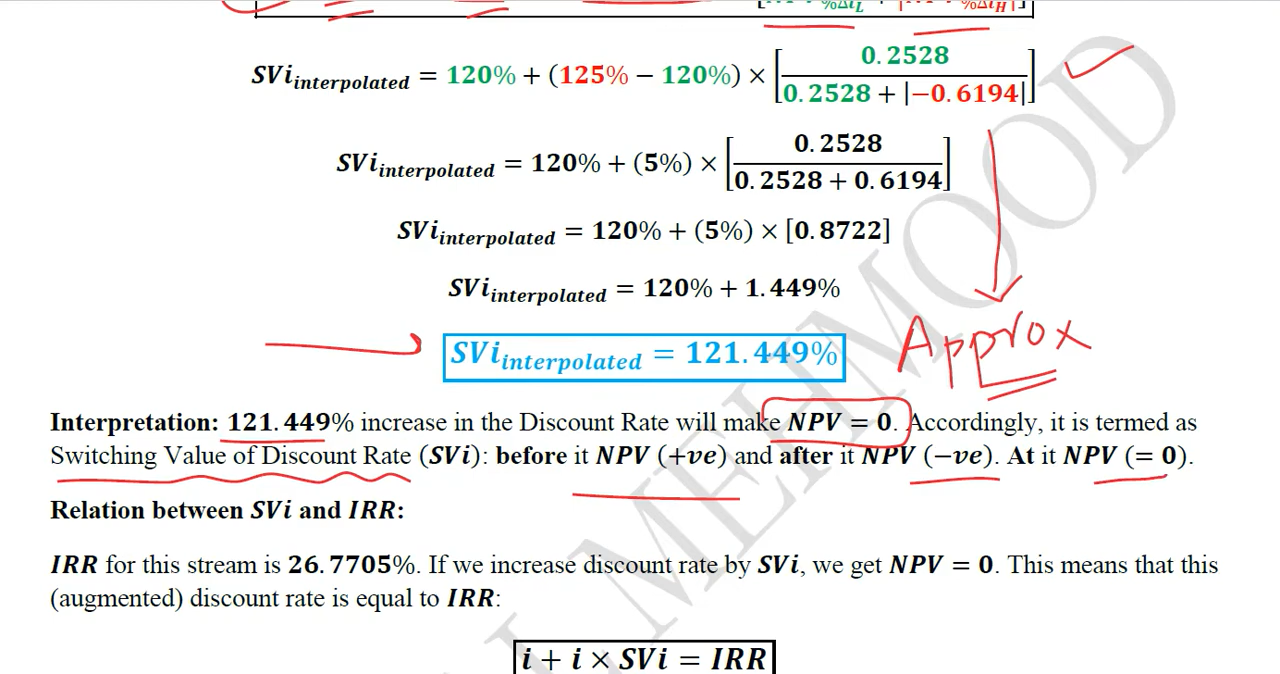 %Δi_L %Δi_H|]
SVi_interpolated = 120% + (125% − 120%) × [0.2528 / 0.2528 + |−0.6194|]
SVi_interpolated = 120% + (5%) × [0.2528 / 0.2528 + 0.6194]
SVi_interpolated = 120% + (5%) × [0.8722]
SVi_interpolated = 120% + 1.449%
Approx
SVi_interpolated = 121.449%
Interpretation: 121.449% increase in the Discount Rate will make NPV = 0. Accordingly, it is termed as
Switching Value of Discount Rate (SVi): before it NPV (+ve) and after it NPV (−ve). At it NPV (= 0).
Relation between SVi and IRR:
IRR for this stream is 26.7705%. If we increase discount rate by SVi, we get NPV = 0. This means that this
(augmented) discount rate is equal to IRR:
i + i × SVi = IRR
MEHMOOD